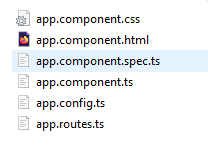 app.component.css
app.component.html
app.component.spec.ts
app.component.ts
app.config.ts
app.routes.ts